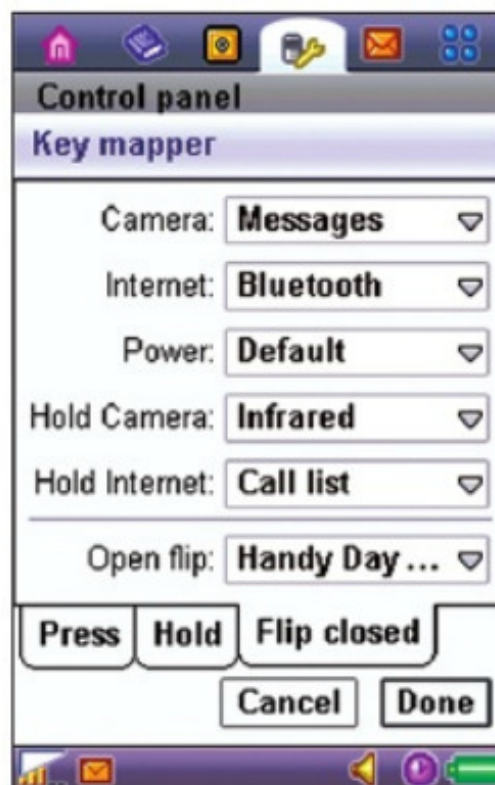 Control panel
Key mapper
Camera: Messages
Internet: Bluetooth
Power: Default
Hold Camera: Infrared
Hold Internet: Call list
Open flip: Handy Day ...
Press Hold Flip closed
Cancel Done